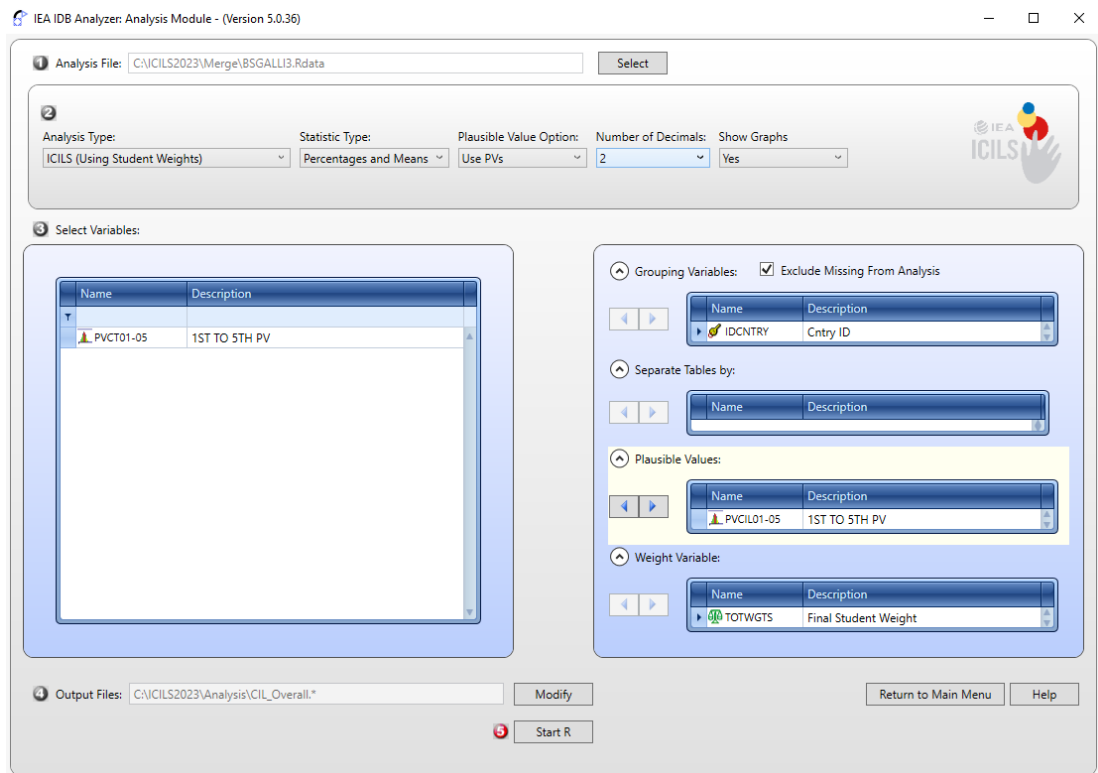 IEA IDB Analyzer: Analysis Module - (Version 5.0.36)
1 Analysis File: C:\ICILS2023\Merge\BSGALLI3.Rdata Select
2
Analysis Type: Statistic Type: Plausible Value Option: Number of Decimals: Show Graphs
ICILS (Using Student Weights) Percentages and Means Use PVs 2 Yes
IEA
ICILS
3 Select Variables:
Name Description
PVCT01-05 1ST TO 5TH PV
Grouping Variables: Exclude Missing From Analysis
Name Description
IDCNTRY Cntry ID
Separate Tables by:
Name Description
Plausible Values:
Name Description
PVCIL01-05 1ST TO 5TH PV
Weight Variable:
Name Description
TOTWGTS Final Student Weight
4 Output Files: C:\ICILS2023\Analysis\CIL_Overall.* Modify Return to Main Menu Help
5 Start R